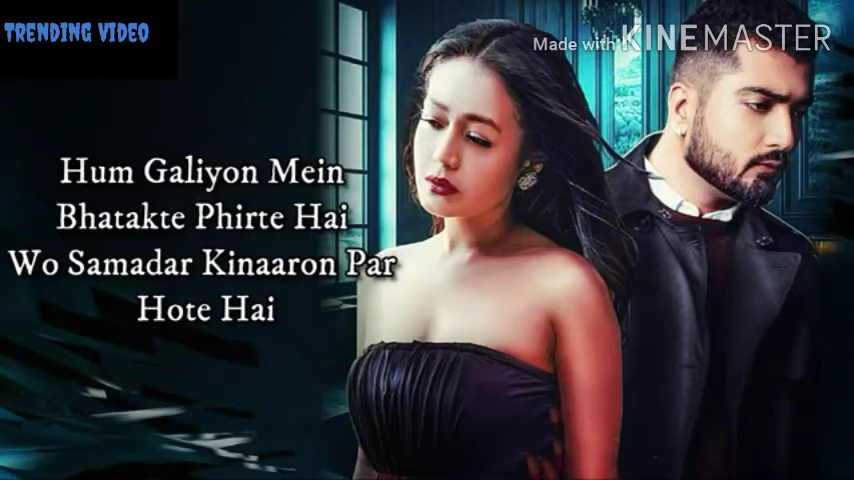 TRENDING VIDEO
Made with KINEMASTER
Hum Galiyon Mein
Bhatakte Phirte Hai
Wo Samadar Kinaaron Par
Hote Hai